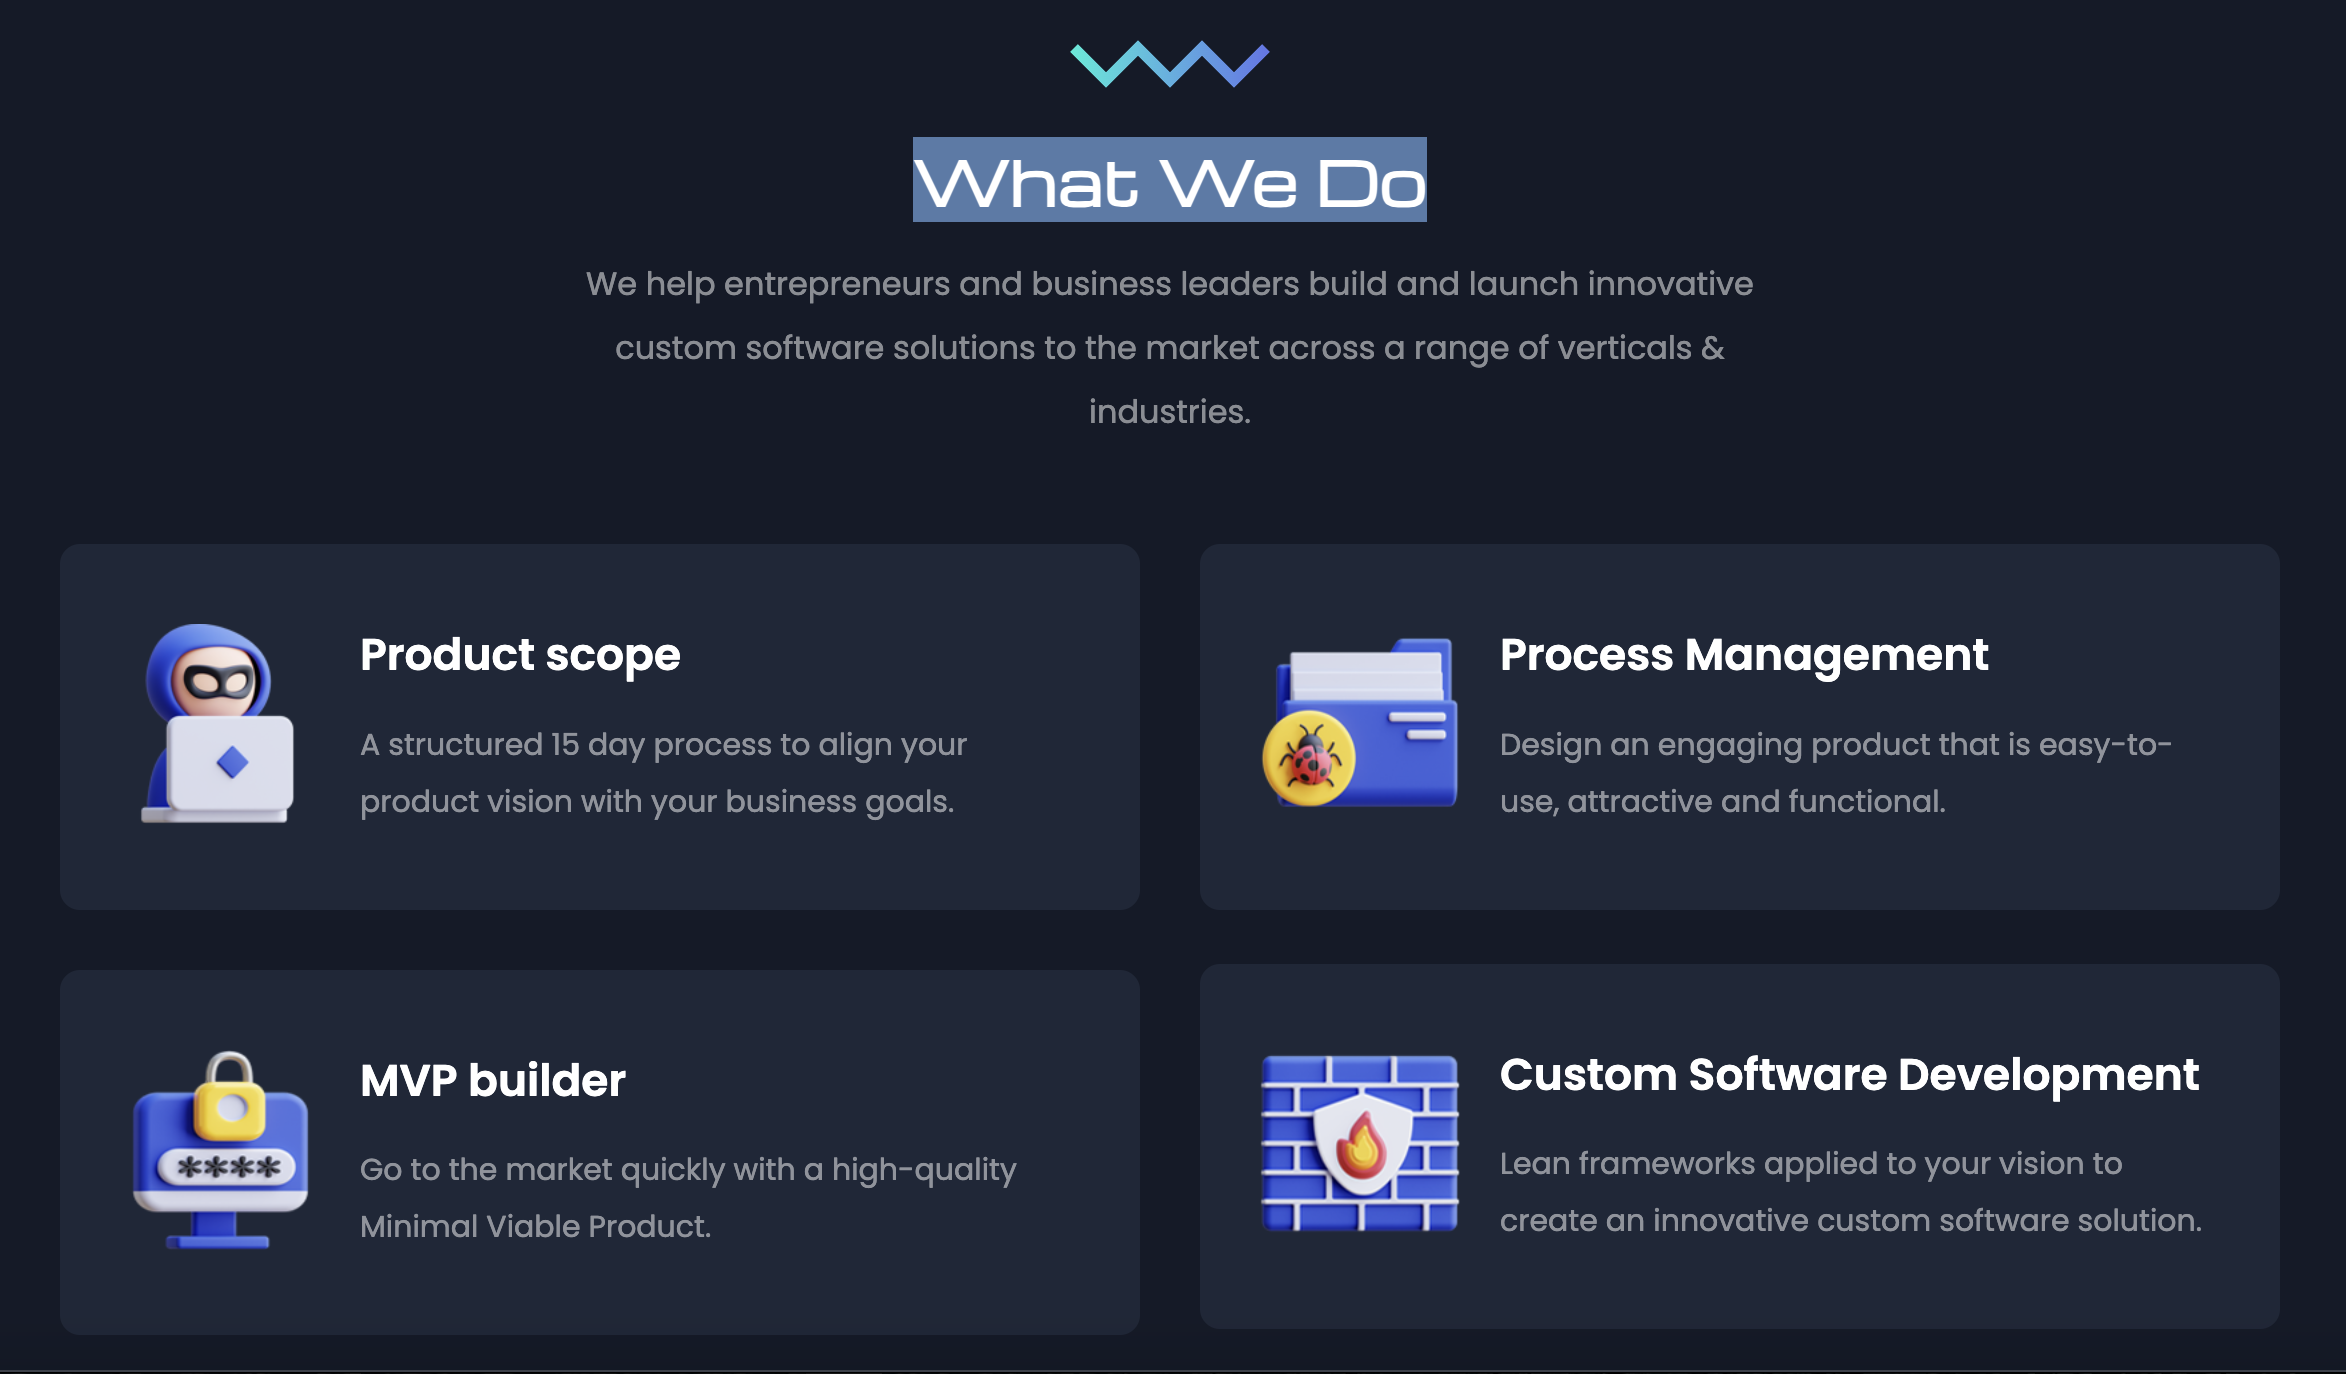 What We Do
We help entrepreneurs and business leaders build and launch innovative
custom software solutions to the market across a range of verticals &
industries.
Product scope
A structured 15 day process to align your
product vision with your business goals.
Process Management
Design an engaging product that is easy-to-
use, attractive and functional.
MVP builder
****
Go to the market quickly with a high-quality
Minimal Viable Product.
Custom Software Development
Lean frameworks applied to your vision to
create an innovative custom software solution.